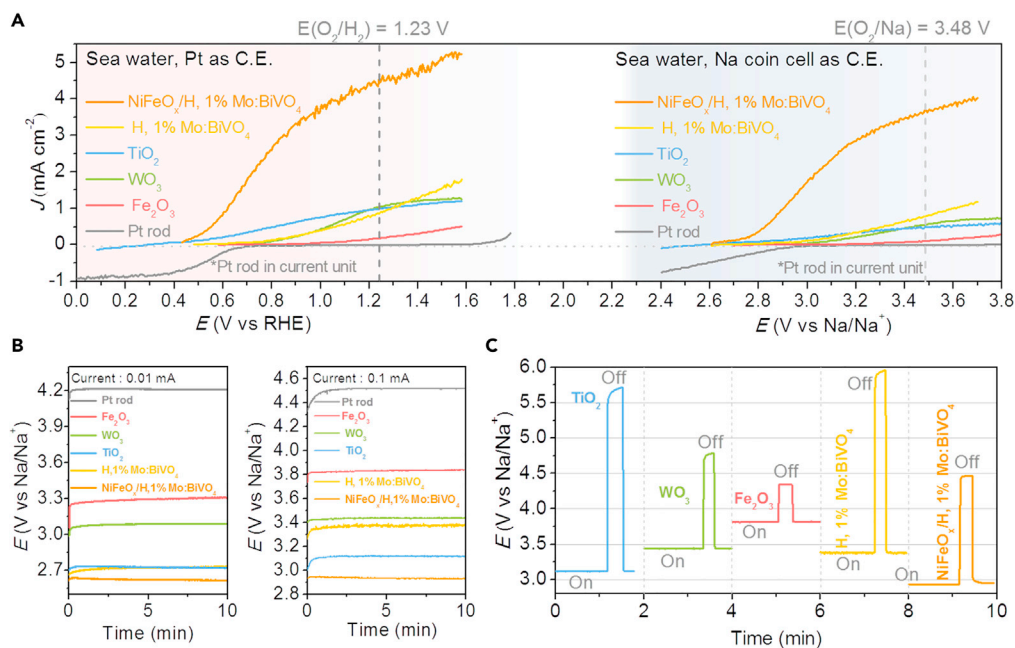 A
E(O₂/H₂) = 1.23 V
E(O₂/Na) = 3.48 V
Sea water, Pt as C.E.
NiFeOₓ/H, 1% Mo:BiVO₄
H, 1% Mo:BiVO₄
TiO₂
WO₃
Fe₂O₃
Pt rod
*Pt rod in current unit
Sea water, Na coin cell as C.E.
NiFeOₓ/H, 1% Mo:BiVO₄
H, 1% Mo:BiVO₄
TiO₂
WO₃
Fe₂O₃
Pt rod
*Pt rod in current unit
J (mA cm⁻²)
5
4
3
2
1
0
-1
0.0 0.2 0.4 0.6 0.8 1.0 1.2 1.4 1.6 1.8 2.0 2.2 2.4 2.6 2.8 3.0 3.2 3.4 3.6 3.8
E (V vs RHE)
E (V vs Na/Na⁺)
B
Current : 0.01 mA
Pt rod
Fe₂O₃
WO₃
TiO₂
H,1% Mo:BiVO₄
NiFeOₓ/H,1% Mo:BiVO₄
E (V vs Na/Na⁺)
4.2
3.9
3.6
3.3
3.0
2.7
0 5 10
Time (min)
Current : 0.1 mA
Pt rod
Fe₂O₃
WO₃
TiO₂
H, 1% Mo:BiVO₄
NiFeOₓ/H,1% Mo:BiVO₄
E (V vs Na/Na⁺)
4.6
4.4
4.2
4.0
3.8
3.6
3.4
3.2
3.0
2.8
0 5 10
Time (min)
C
E (V vs Na/Na⁺)
6.0
5.5
5.0
4.5
4.0
3.5
3.0
TiO₂
Off
On
WO₃
Off
On
Fe₂O₃
Off
On
H, 1% Mo:BiVO₄
Off
On
NiFeOₓ/H, 1% Mo:BiVO₄
Off
On
0 2 4 6 8 10
Time (min)